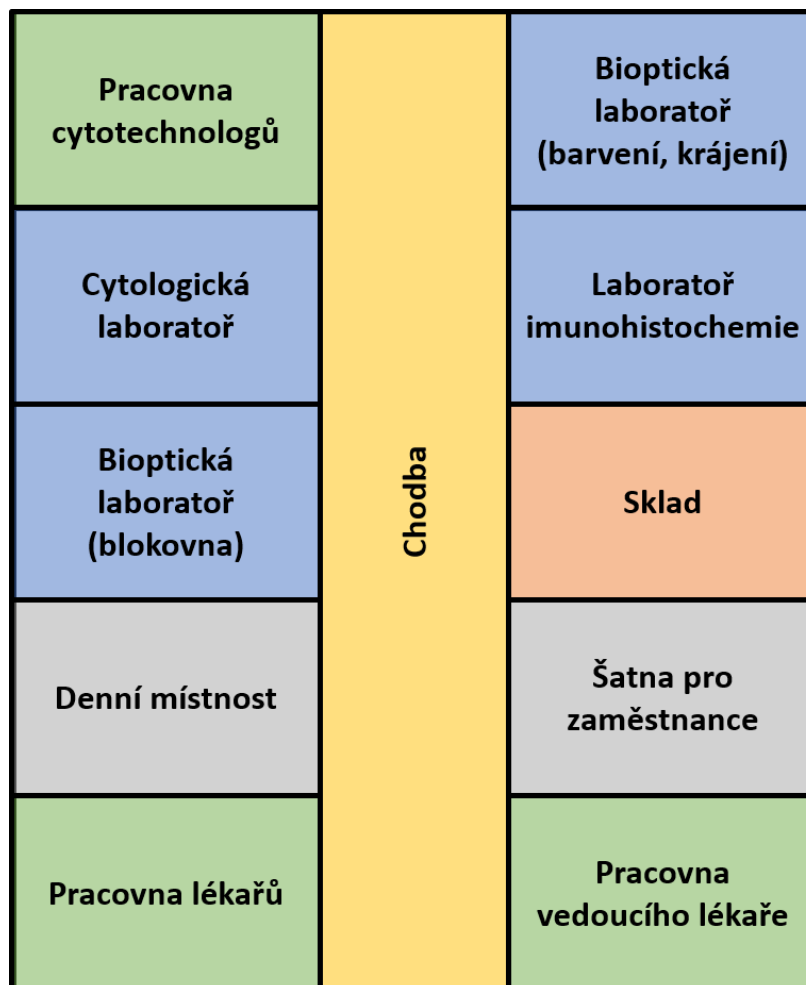 Pracovna
cytotechnologů
Bioptická
laboratoř
(barvení, krájení)
Cytologická
laboratoř
Laboratoř
imunohistochemie
Bioptická
laboratoř
(blokovna)
Chodba
Sklad
Denní místnost
Šatna pro
zaměstnance
Pracovna lékařů
Pracovna
vedoucího lékaře